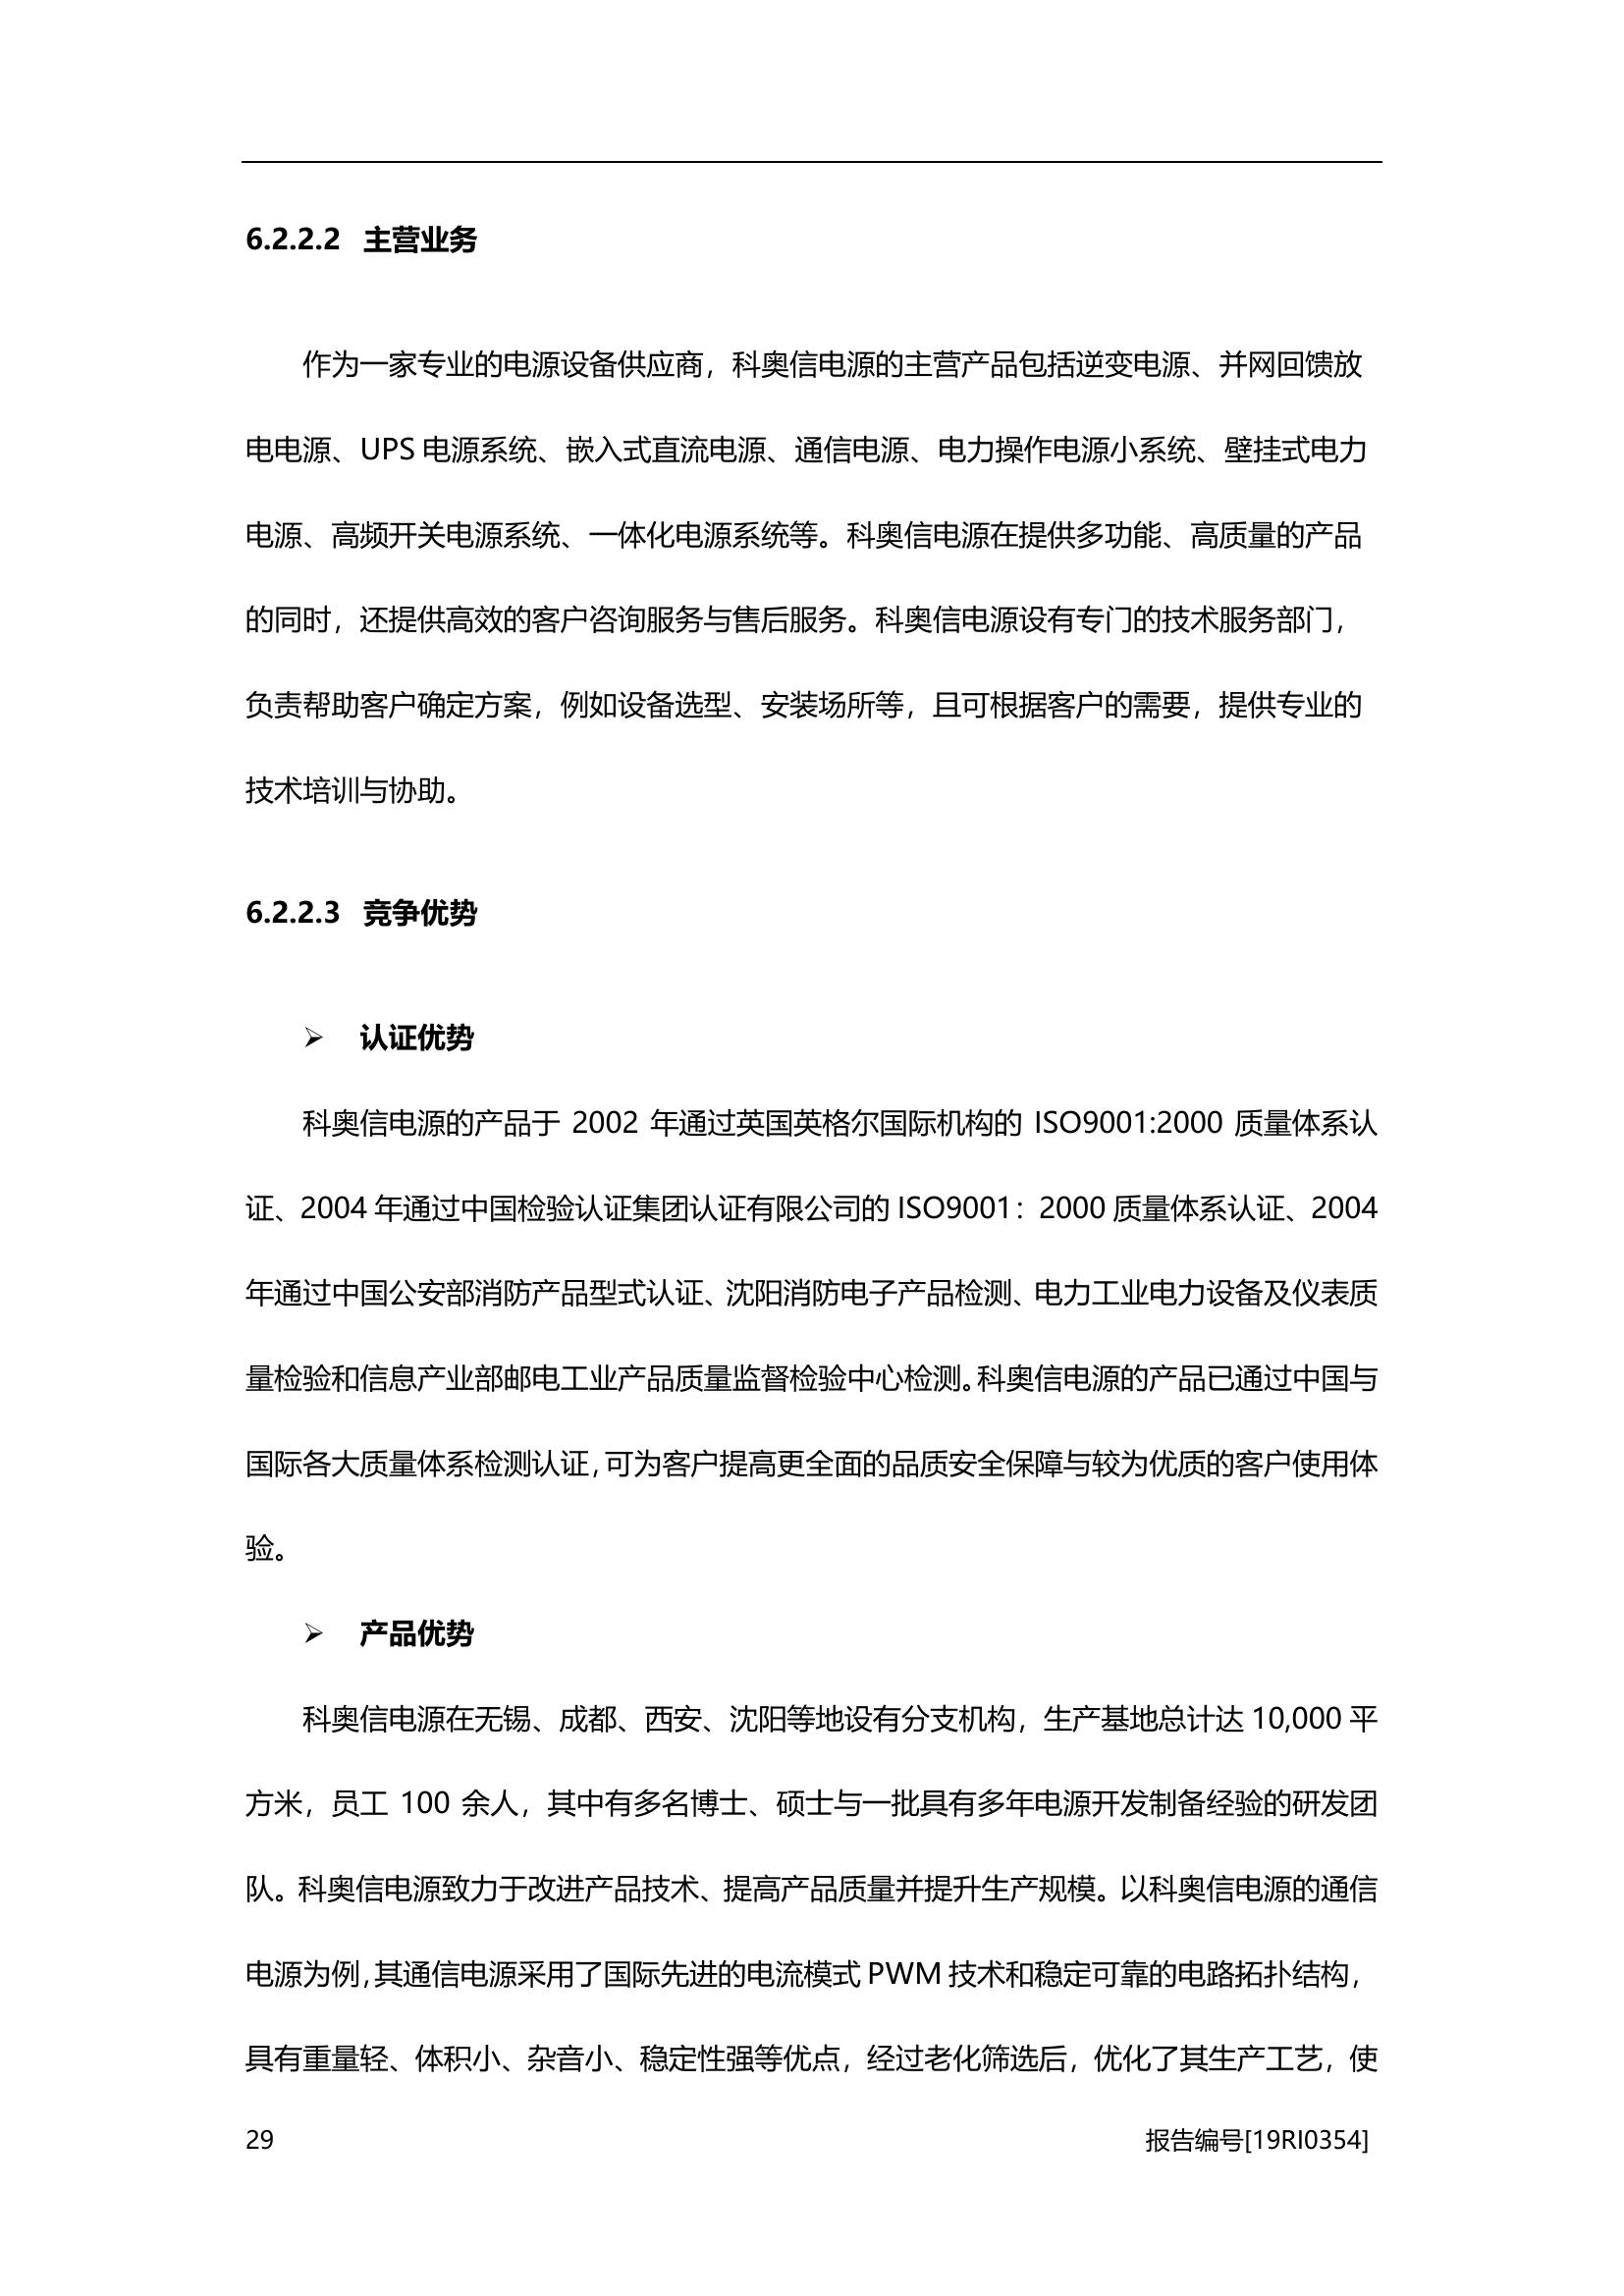 6.2.2.2 主营业务
作为一家专业的电源设备供应商，科奥信电源的主营产品包括逆变电源、并网回馈放
电电源、UPS 电源系统、嵌入式直流电源、通信电源、电力操作电源小系统、壁挂式电力
电源、高频开关电源系统、一体化电源系统等。科奥信电源在提供多功能、高质量的产品
的同时，还提供高效的客户咨询服务与售后服务。科奥信电源设有专门的技术服务部门，
负责帮助客户确定方案，例如设备选型、安装场所等，且可根据客户的需要，提供专业的
技术培训与协助。
6.2.2.3 竞争优势
➢ 认证优势
科奥信电源的产品于 2002 年通过英国英格尔国际机构的 ISO9001:2000 质量体系认
证、2004 年通过中国检验认证集团认证有限公司的 ISO9001：2000 质量体系认证、2004
年通过中国公安部消防产品型式认证、沈阳消防电子产品检测、电力工业电力设备及仪表质
量检验和信息产业部邮电工业产品质量监督检验中心检测。科奥信电源的产品已通过中国与
国际各大质量体系检测认证，可为客户提高更全面的品质安全保障与较为优质的客户使用体
验。
➢ 产品优势
科奥信电源在无锡、成都、西安、沈阳等地设有分支机构，生产基地总计达 10,000 平
方米，员工 100 余人，其中有多名博士、硕士与一批具有多年电源开发制备经验的研发团
队。科奥信电源致力于改进产品技术、提高产品质量并提升生产规模。以科奥信电源的通信
电源为例，其通信电源采用了国际先进的电流模式 PWM 技术和稳定可靠的电路拓扑结构，
具有重量轻、体积小、杂音小、稳定性强等优点，经过老化筛选后，优化了其生产工艺，使
29 报告编号[19RI0354]